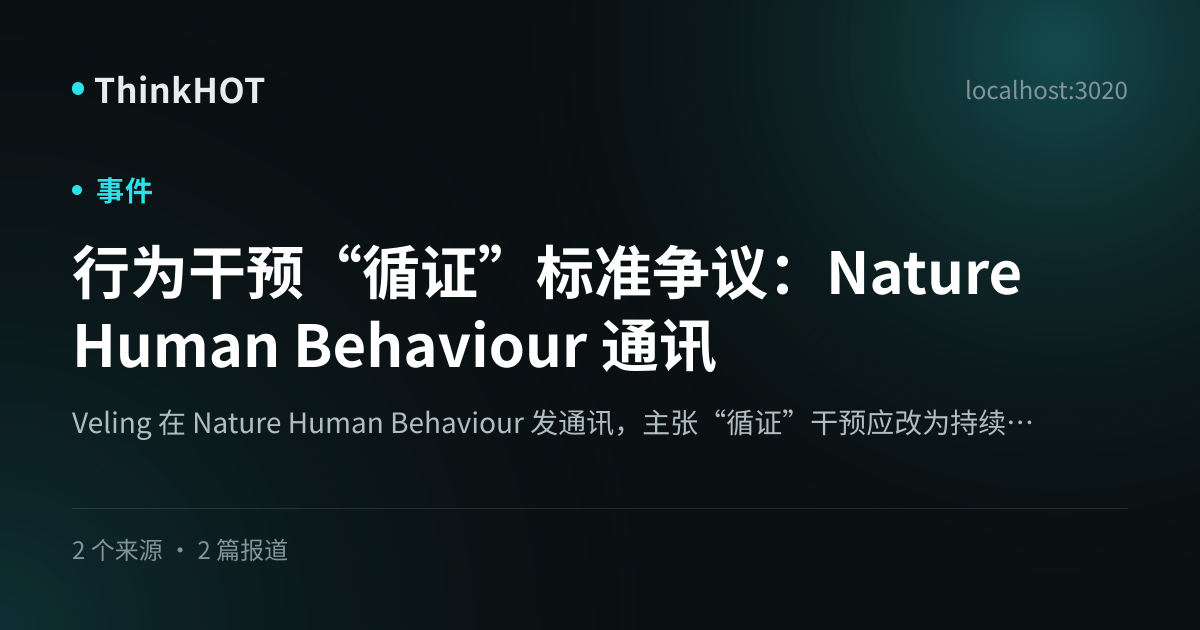 ThinkHOT
localhost:3020
事件
行为干预“循证”标准争议：Nature
Human Behaviour 通讯
Veling 在 Nature Human Behaviour 发通讯，主张“循证”干预应改为持续…
2 个来源 · 2 篇报道